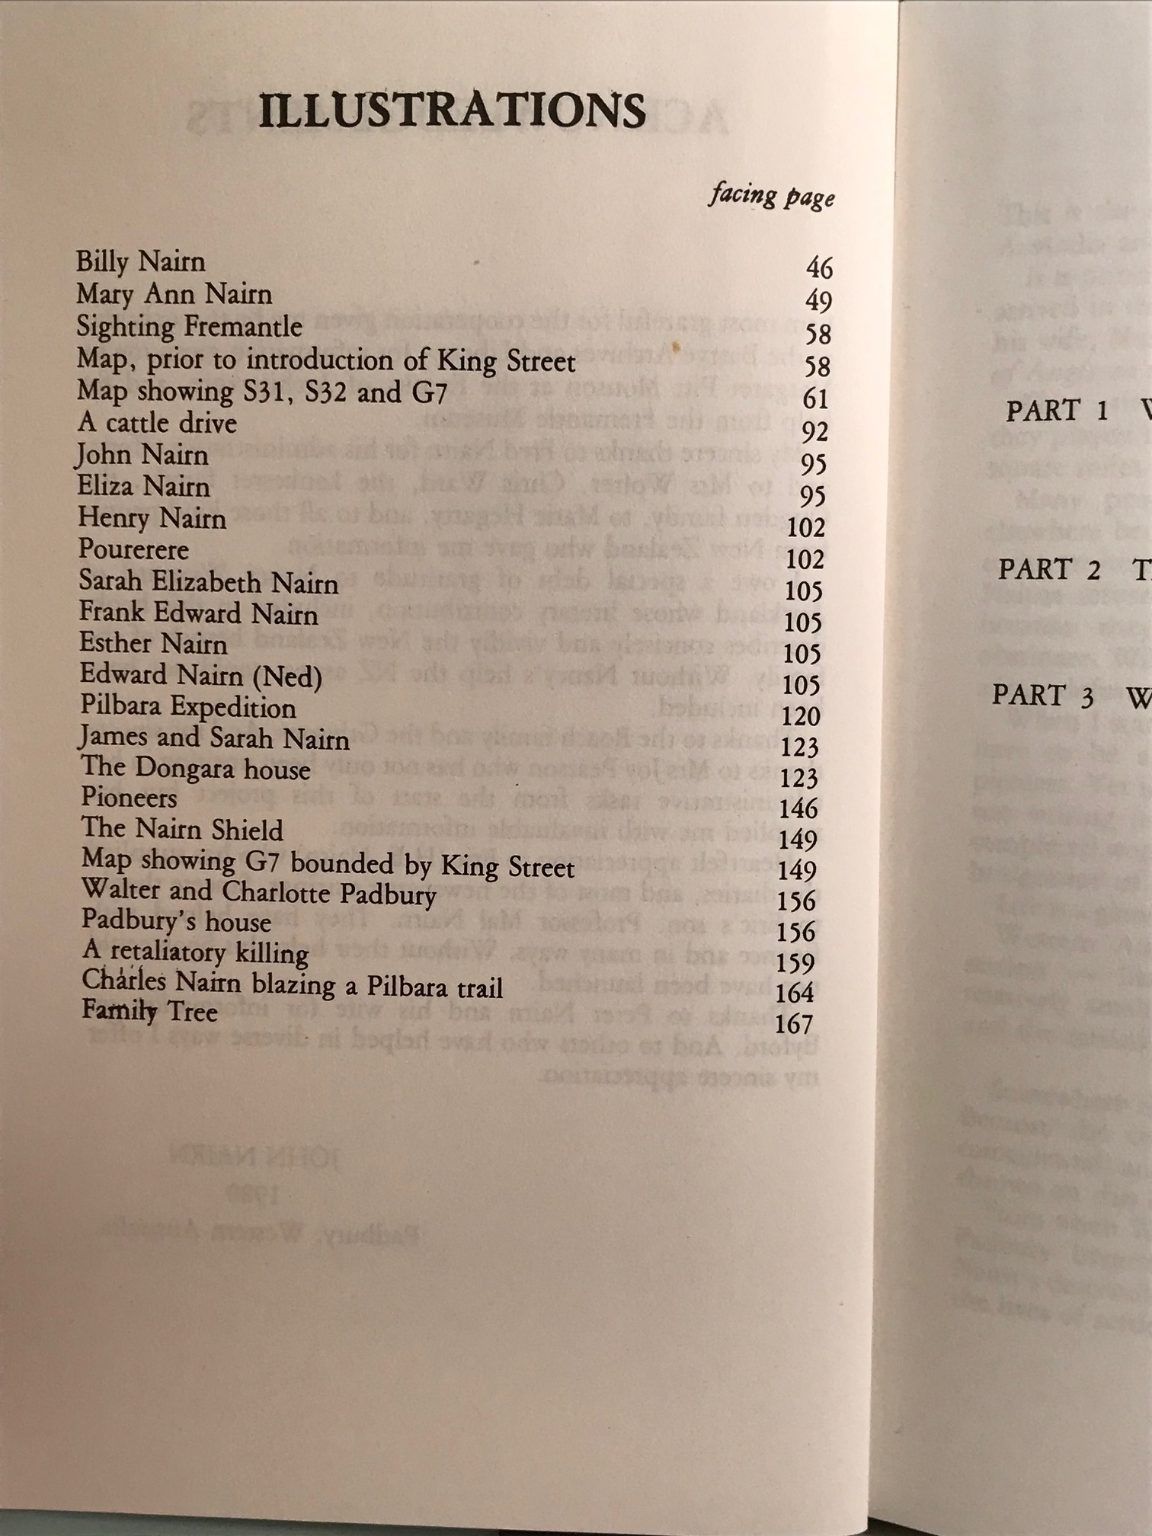 ILLUSTRATIONS
facing page
Billy Nairn 46
Mary Ann Nairn 49
Sighting Fremantle 58
Map, prior to introduction of King Street 58
Map showing S31, S32 and G7 61
A cattle drive 92
John Nairn 95
Eliza Nairn 95
Henry Nairn 102
Pourerere 102
Sarah Elizabeth Nairn 105
Frank Edward Nairn 105
Esther Nairn 105
Edward Nairn (Ned) 105
Pilbara Expedition 120
James and Sarah Nairn 123
The Dongara house 123
Pioneers 146
The Nairn Shield 149
Map showing G7 bounded by King Street 149
Walter and Charlotte Padbury 156
Padbury's house 156
A retaliatory killing 159
Charles Nairn blazing a Pilbara trail 164
Family Tree 167
PART 1
PART 2
PART 3